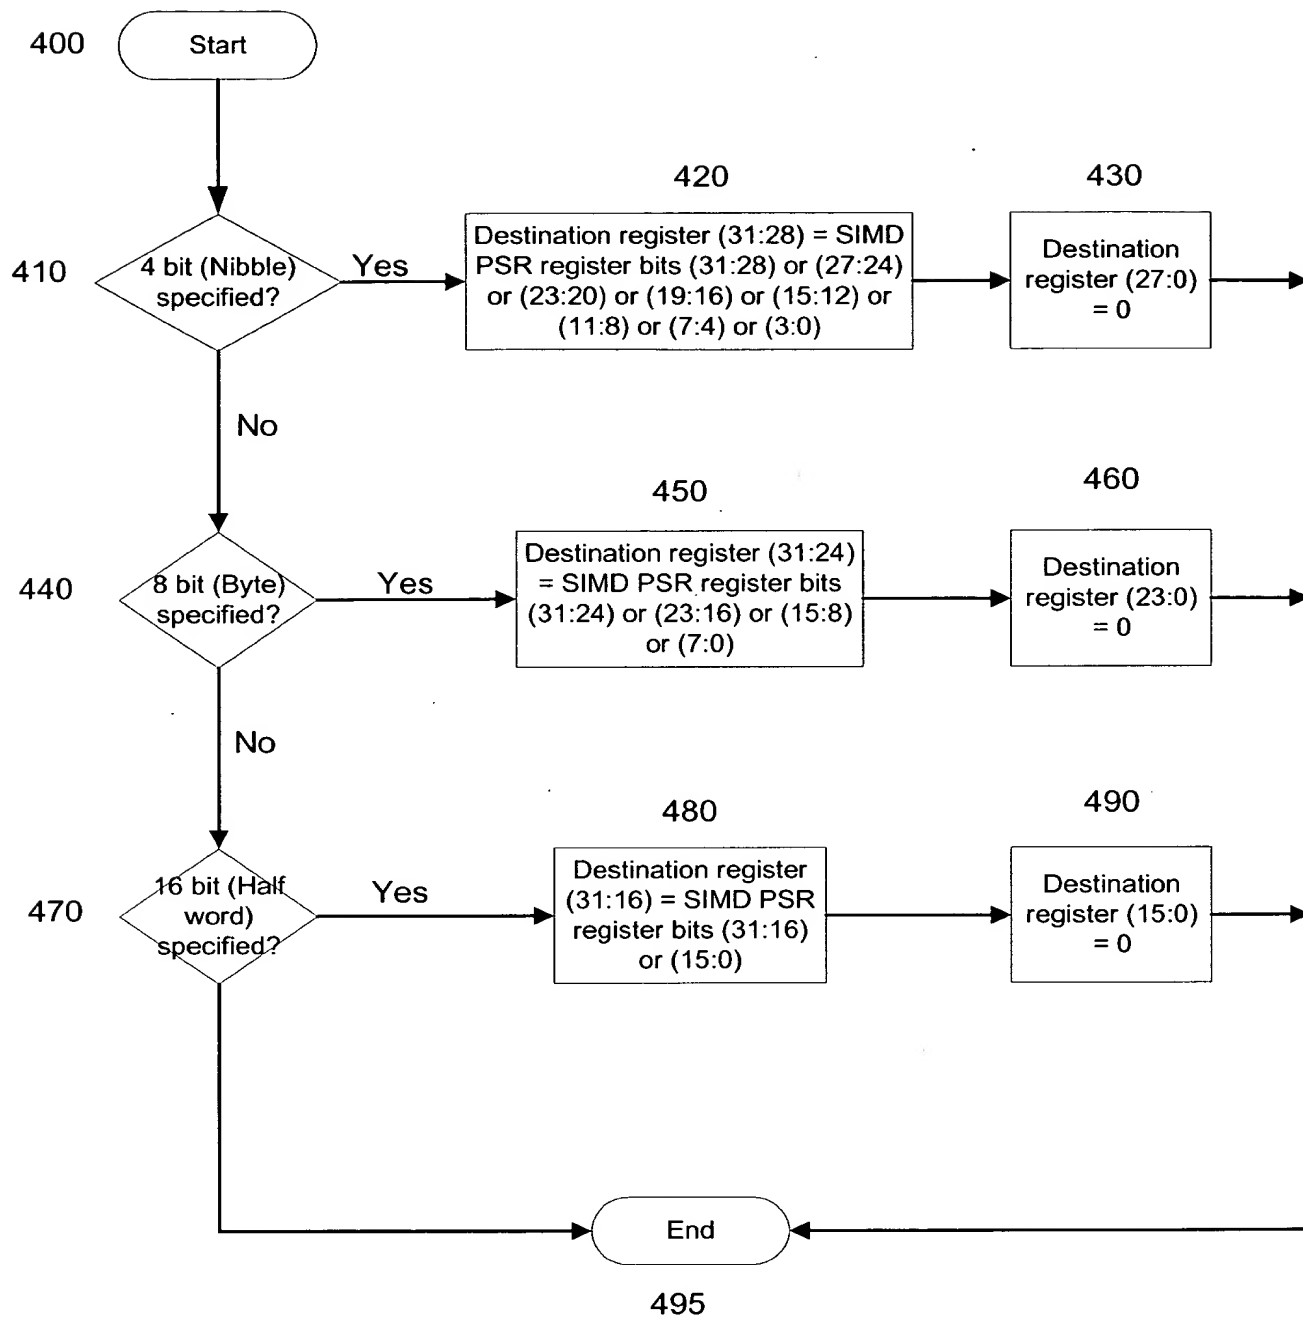 400
Start
420
430
410
4 bit (Nibble)
specified?
Yes
Destination register (31:28) = SIMD
PSR register bits (31:28) or (27:24)
or (23:20) or (19:16) or (15:12) or
(11:8) or (7:4) or (3:0)
Destination
register (27:0)
= 0
No
450
460
440
8 bit (Byte)
specified?
Yes
Destination register (31:24)
= SIMD PSR register bits
(31:24) or (23:16) or (15:8)
or (7:0)
Destination
register (23:0)
= 0
No
480
490
470
16 bit (Half
word)
specified?
Yes
Destination register
(31:16) = SIMD PSR
register bits (31:16)
or (15:0)
Destination
register (15:0)
= 0
End
495